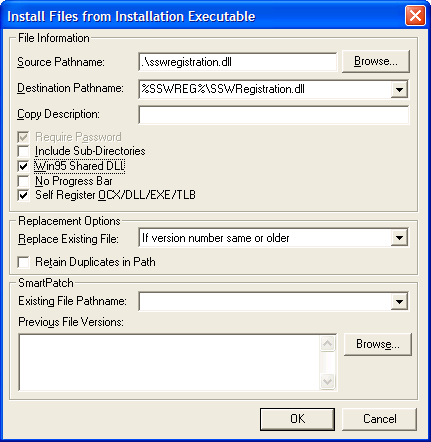 Install Files from Installation Executable
File Information
Source Pathname: .\sswregistration.dll Browse...
Destination Pathname: %SSWREG%\SSWRegistration.dll
Copy Description:
Require Password
Include Sub-Directories
Win95 Shared DLL
No Progress Bar
Self Register OCX/DLL/EXE/TLB
Replacement Options
Replace Existing File: If version number same or older
Retain Duplicates in Path
SmartPatch
Existing File Pathname:
Previous File Versions:
Browse...
OK Cancel